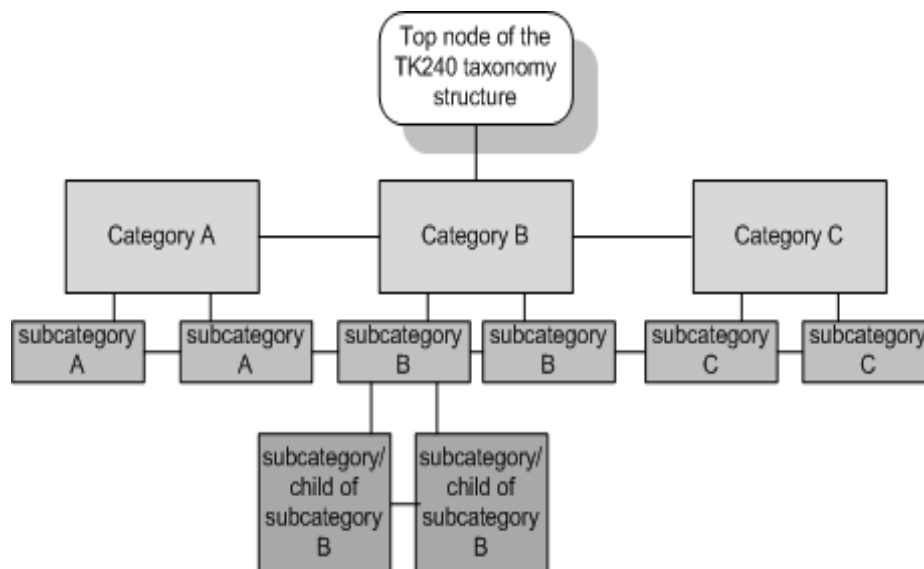 Top node of the
TK240 taxonomy
structure
Category A
Category B
Category C
subcategory
A
subcategory
A
subcategory
B
subcategory
B
subcategory
C
subcategory
C
subcategory/
child of
subcategory
B
subcategory/
child of
subcategory
B